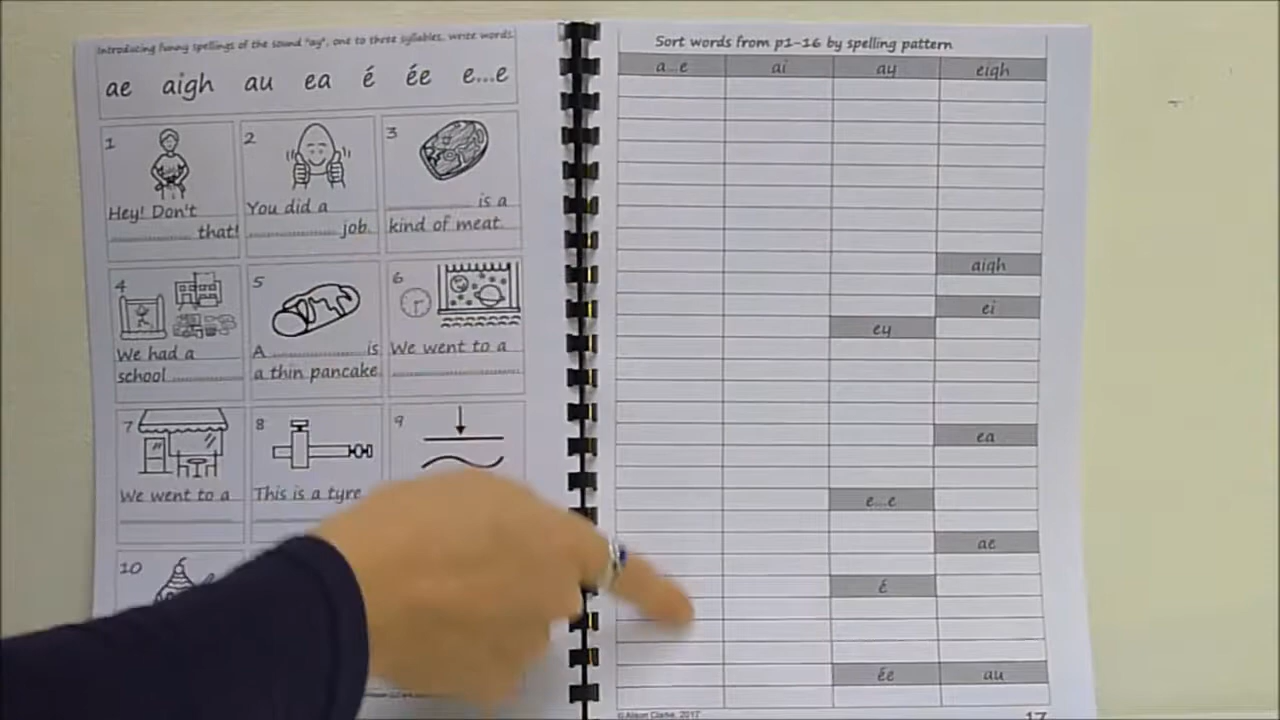 Introducing funny spellings of the sound "ay", one to three syllables, write words.
ae aigh au ea é ée e...e
1
Hey! Don't
that!
2
You did a
job.
3
is a
kind of meat.
4
We had a
school
5
A is
a thin pancake.
6
We went to a
7
We went to a
8
This is a tyre
9
10
Sort words from p1-16 by spelling pattern
a...e ai ay eigh
aigh
ei
ey
ea
e...e
ae
é
ée au
© Alison Clarke, 2017
17